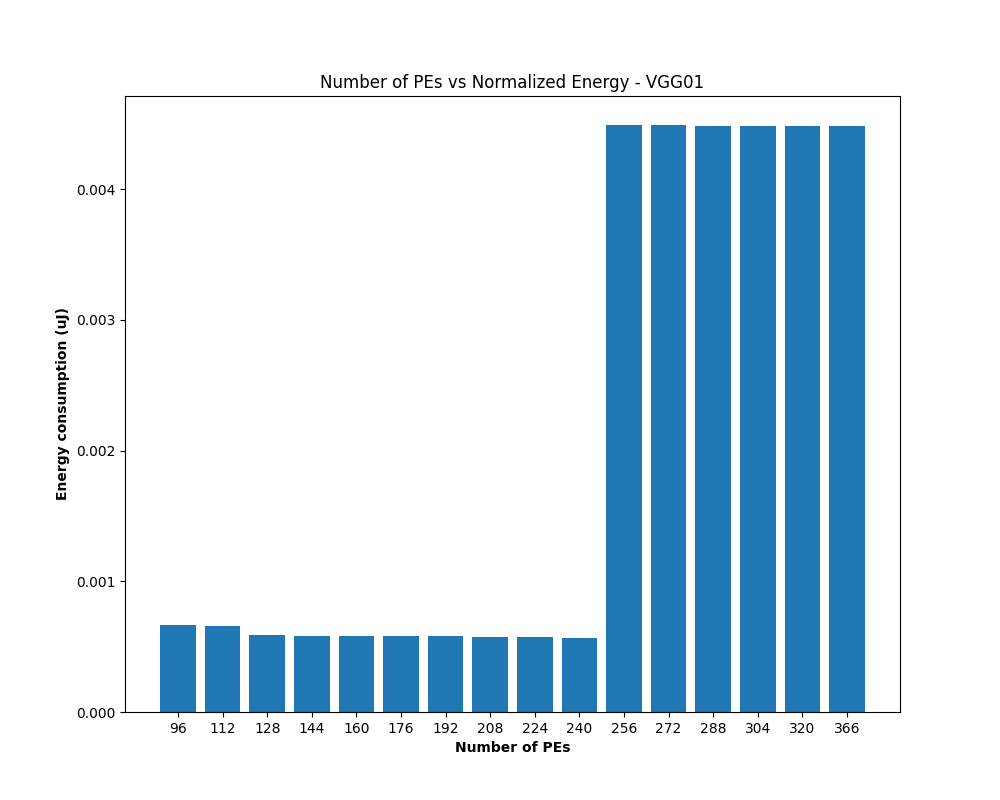 Number of PEs vs Normalized Energy - VGG01
Energy consumption (uJ)
0.004
0.003
0.002
0.001
0.000
96 112 128 144 160 176 192 208 224 240 256 272 288 304 320 366
Number of PEs